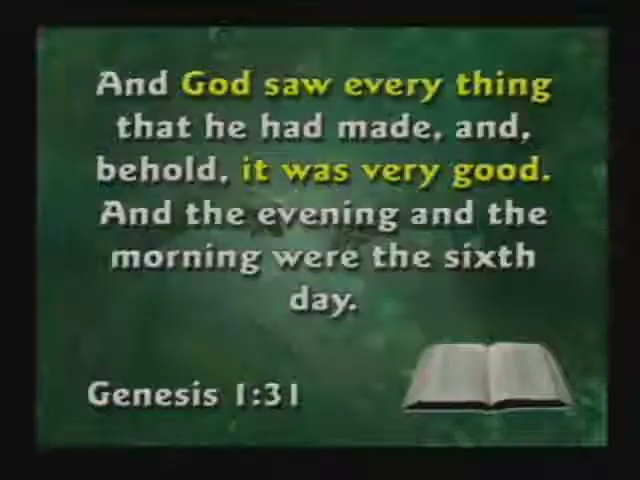 And God saw every thing
that he had made, and,
behold, it was very good.
And the evening and the
morning were the sixth
day.
Genesis 1:31